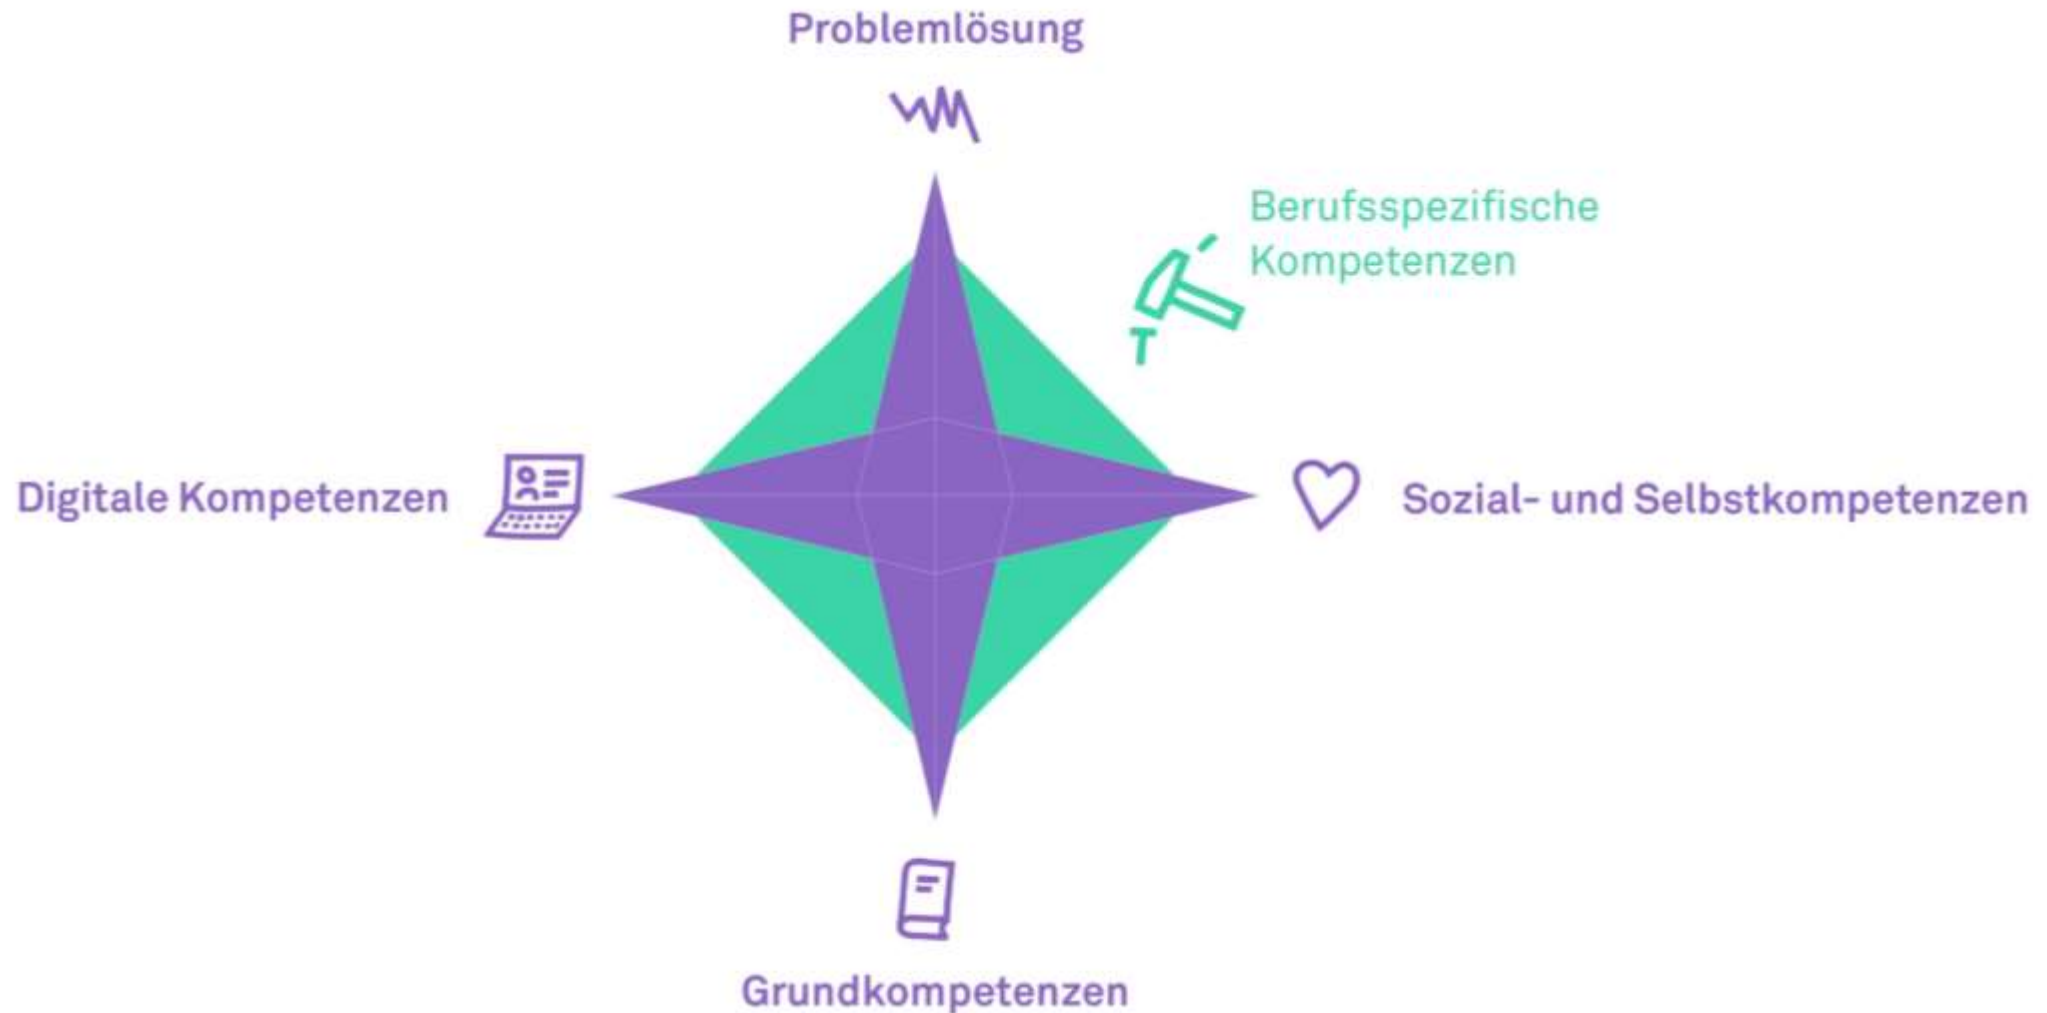 Problemlösung
Berufsspezifische
Kompetenzen
Digitale Kompetenzen
Sozial- und Selbstkompetenzen
Grundkompetenzen